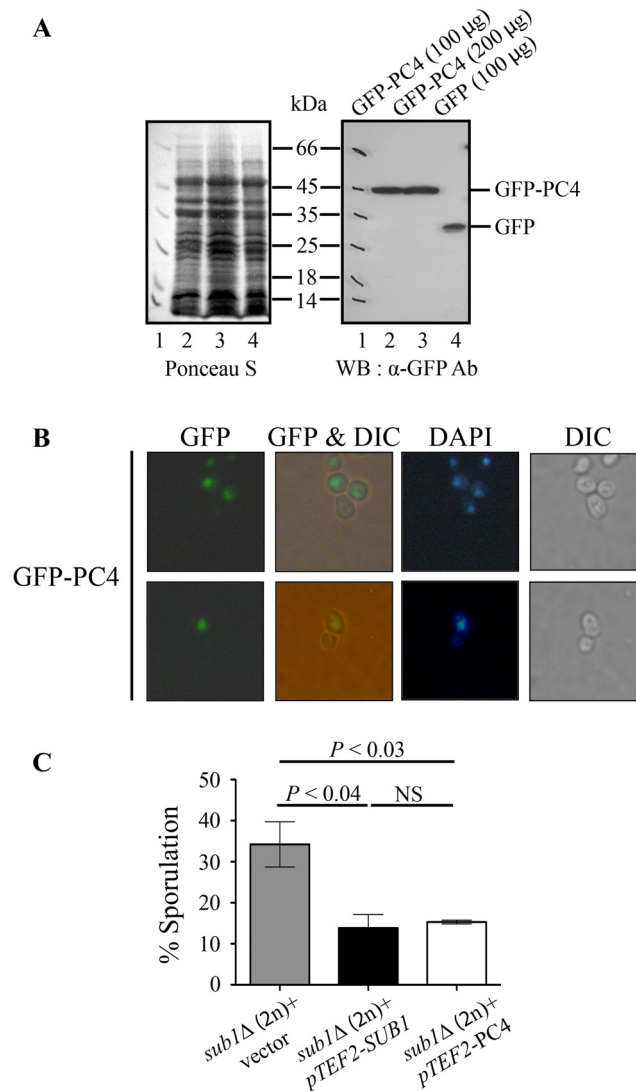 A
GFP-PC4 (100 µg)
GFP-PC4 (200 µg)
GFP (100 µg)
kDa
66
45
35
25
18
14
GFP-PC4
GFP
1 2 3 4
1 2 3 4
Ponceau S
WB : α-GFP Ab
B
GFP
GFP & DIC
DAPI
DIC
GFP-PC4
C
P < 0.03
P < 0.04
NS
% Sporulation
50
40
30
20
10
0
sub1Δ (2n)+
vector
sub1Δ (2n)+
pTEF2-SUB1
sub1Δ (2n)+
pTEF2-PC4